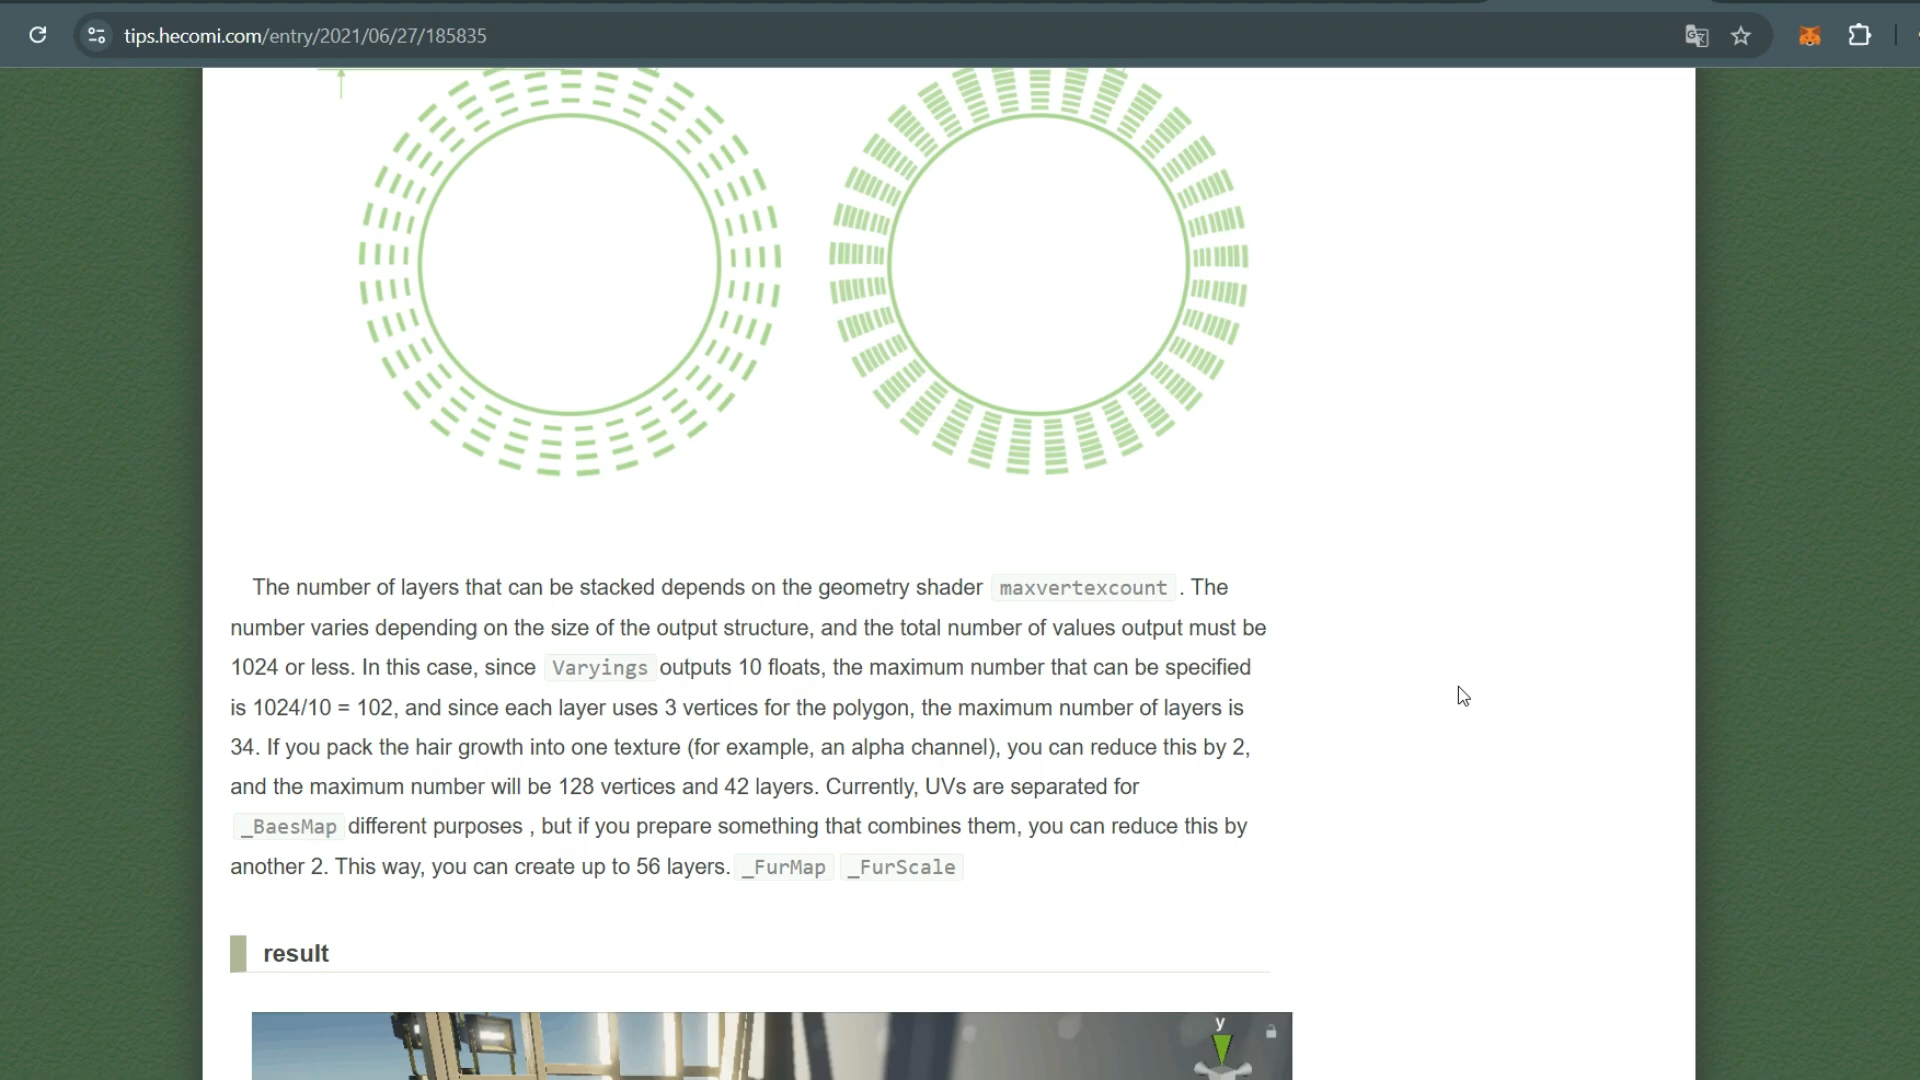 tips.hecomi.com/entry/2021/06/27/185835
The number of layers that can be stacked depends on the geometry shader maxvertexcount . The
number varies depending on the size of the output structure, and the total number of values output must be
1024 or less. In this case, since Varyings outputs 10 floats, the maximum number that can be specified
is 1024/10 = 102, and since each layer uses 3 vertices for the polygon, the maximum number of layers is
34. If you pack the hair growth into one texture (for example, an alpha channel), you can reduce this by 2,
and the maximum number will be 128 vertices and 42 layers. Currently, UVs are separated for
_BaesMap different purposes , but if you prepare something that combines them, you can reduce this by
another 2. This way, you can create up to 56 layers. _FurMap _FurScale
result
y